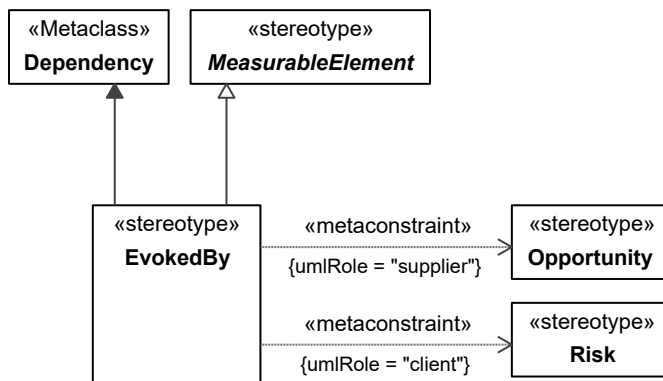 «Metaclass»
Dependency
«stereotype»
MeasurableElement
«stereotype»
EvokedBy
«metaconstraint»
{umlRole = "supplier"}
«stereotype»
Opportunity
«metaconstraint»
{umlRole = "client"}
«stereotype»
Risk